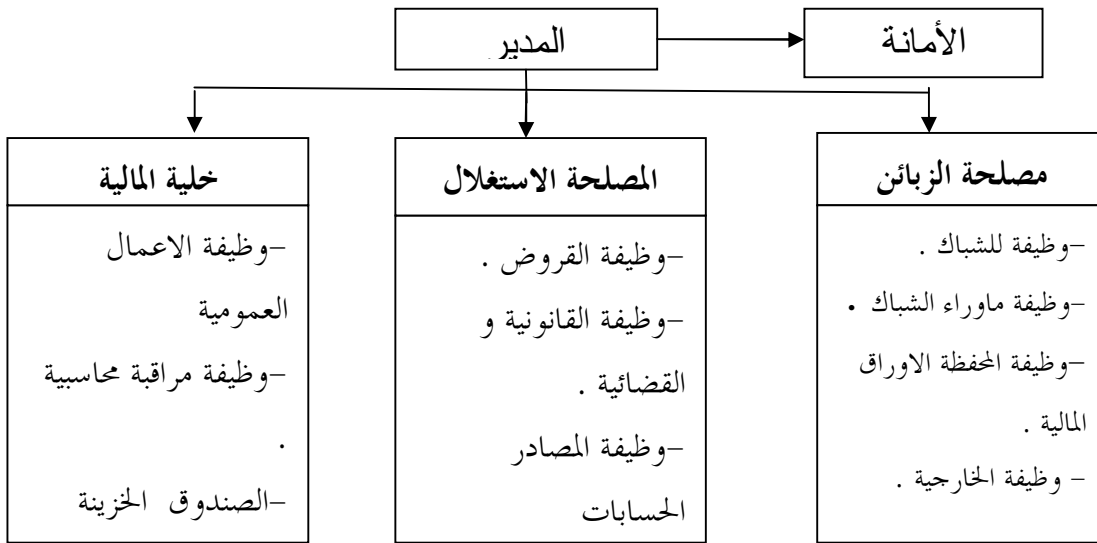 المدير
الأمانة
مصلحة الزبائن
–وظيفة للشباك .
–وظيفة ماوراء الشباك .
–وظيفة المحفظة الاوراق
المالية .
– وظيفة الخارجية .
المصلحة الاستغلال
–وظيفة القروض .
–وظيفة القانونية و
القضائية .
–وظيفة المصادر
الحسابات
خلية المالية
–وظيفة الاعمال
العمومية
–وظيفة مراقبة محاسبية
.
–الصندوق الخزينة